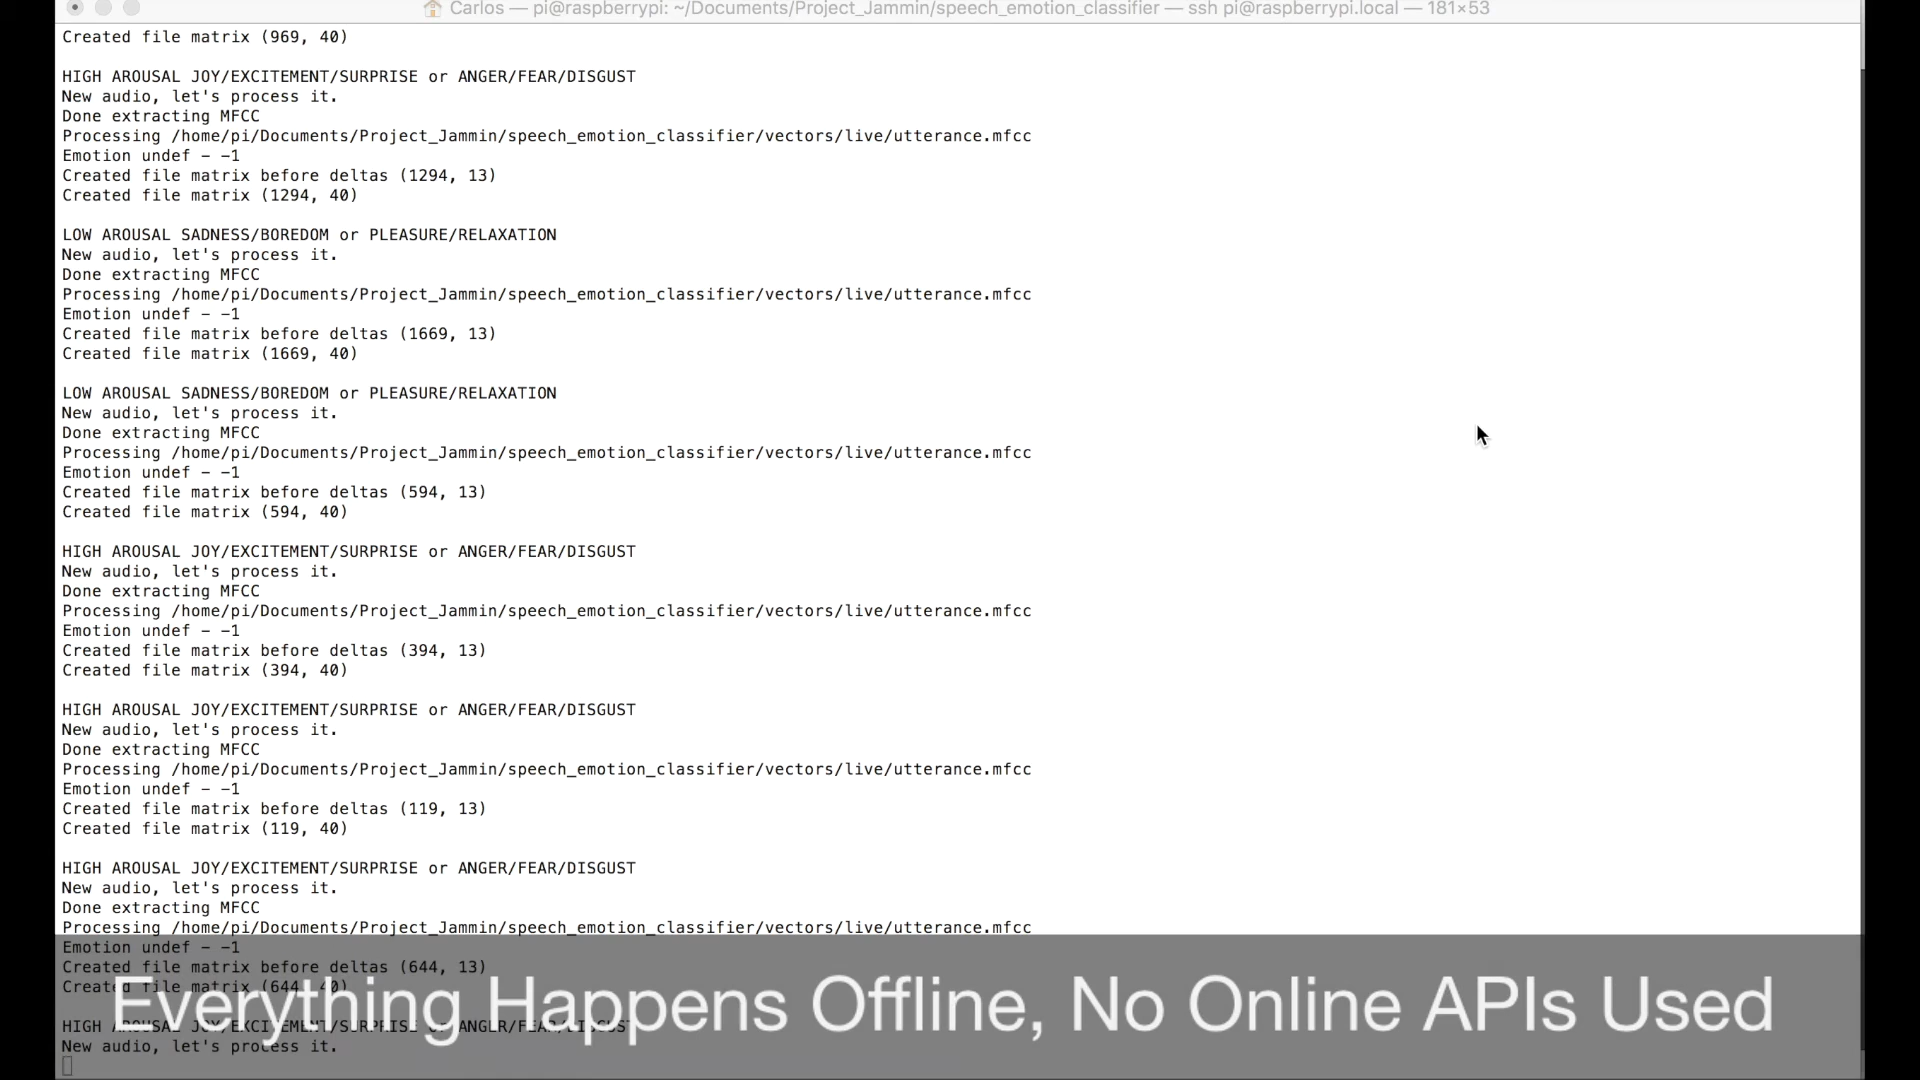 Carlos — pi@raspberrypi: ~/Documents/Project_Jammin/speech_emotion_classifier — ssh pi@raspberrypi.local — 181×53
Created file matrix (969, 40)
HIGH AROUSAL JOY/EXCITEMENT/SURPRISE or ANGER/FEAR/DISGUST
New audio, let's process it.
Done extracting MFCC
Processing /home/pi/Documents/Project_Jammin/speech_emotion_classifier/vectors/live/utterance.mfcc
Emotion undef - -1
Created file matrix before deltas (1294, 13)
Created file matrix (1294, 40)
LOW AROUSAL SADNESS/BOREDOM or PLEASURE/RELAXATION
New audio, let's process it.
Done extracting MFCC
Processing /home/pi/Documents/Project_Jammin/speech_emotion_classifier/vectors/live/utterance.mfcc
Emotion undef - -1
Created file matrix before deltas (1669, 13)
Created file matrix (1669, 40)
LOW AROUSAL SADNESS/BOREDOM or PLEASURE/RELAXATION
New audio, let's process it.
Done extracting MFCC
Processing /home/pi/Documents/Project_Jammin/speech_emotion_classifier/vectors/live/utterance.mfcc
Emotion undef - -1
Created file matrix before deltas (594, 13)
Created file matrix (594, 40)
HIGH AROUSAL JOY/EXCITEMENT/SURPRISE or ANGER/FEAR/DISGUST
New audio, let's process it.
Done extracting MFCC
Processing /home/pi/Documents/Project_Jammin/speech_emotion_classifier/vectors/live/utterance.mfcc
Emotion undef - -1
Created file matrix before deltas (394, 13)
Created file matrix (394, 40)
HIGH AROUSAL JOY/EXCITEMENT/SURPRISE or ANGER/FEAR/DISGUST
New audio, let's process it.
Done extracting MFCC
Processing /home/pi/Documents/Project_Jammin/speech_emotion_classifier/vectors/live/utterance.mfcc
Emotion undef - -1
Created file matrix before deltas (119, 13)
Created file matrix (119, 40)
HIGH AROUSAL JOY/EXCITEMENT/SURPRISE or ANGER/FEAR/DISGUST
New audio, let's process it.
Done extracting MFCC
Processing /home/pi/Documents/Project_Jammin/speech_emotion_classifier/vectors/live/utterance.mfcc
Emotion undef - -1
Created file matrix before deltas (644, 13)
Created file matrix (644, 40)
Everything Happens Offline, No Online APIs Used
HIGH AROUSAL JOY/EXCITEMENT/SURPRISE or ANGER/FEAR/DISGUST
New audio, let's process it.